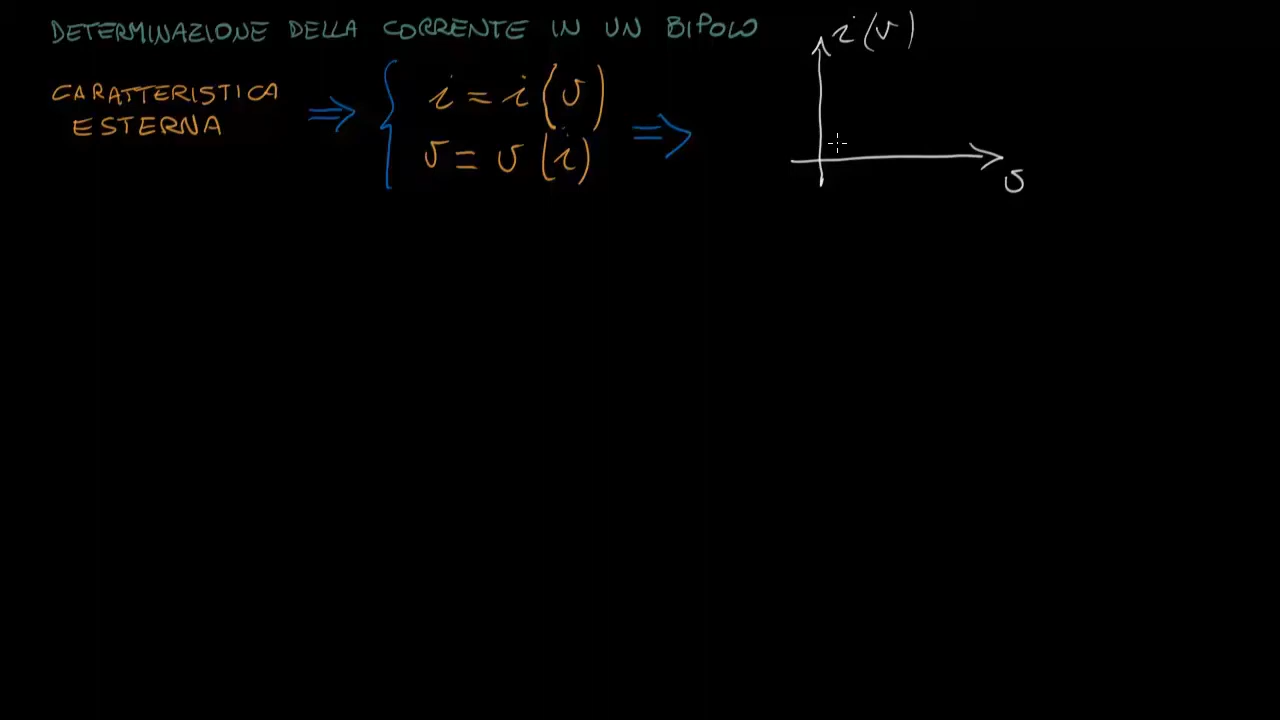 DETERMINAZIONE DELLA CORRENTE IN UN BIPOLO
CARATTERISTICA
ESTERNA
⇒
i = i(v)
v = v(i)
⇒
i(v)
v